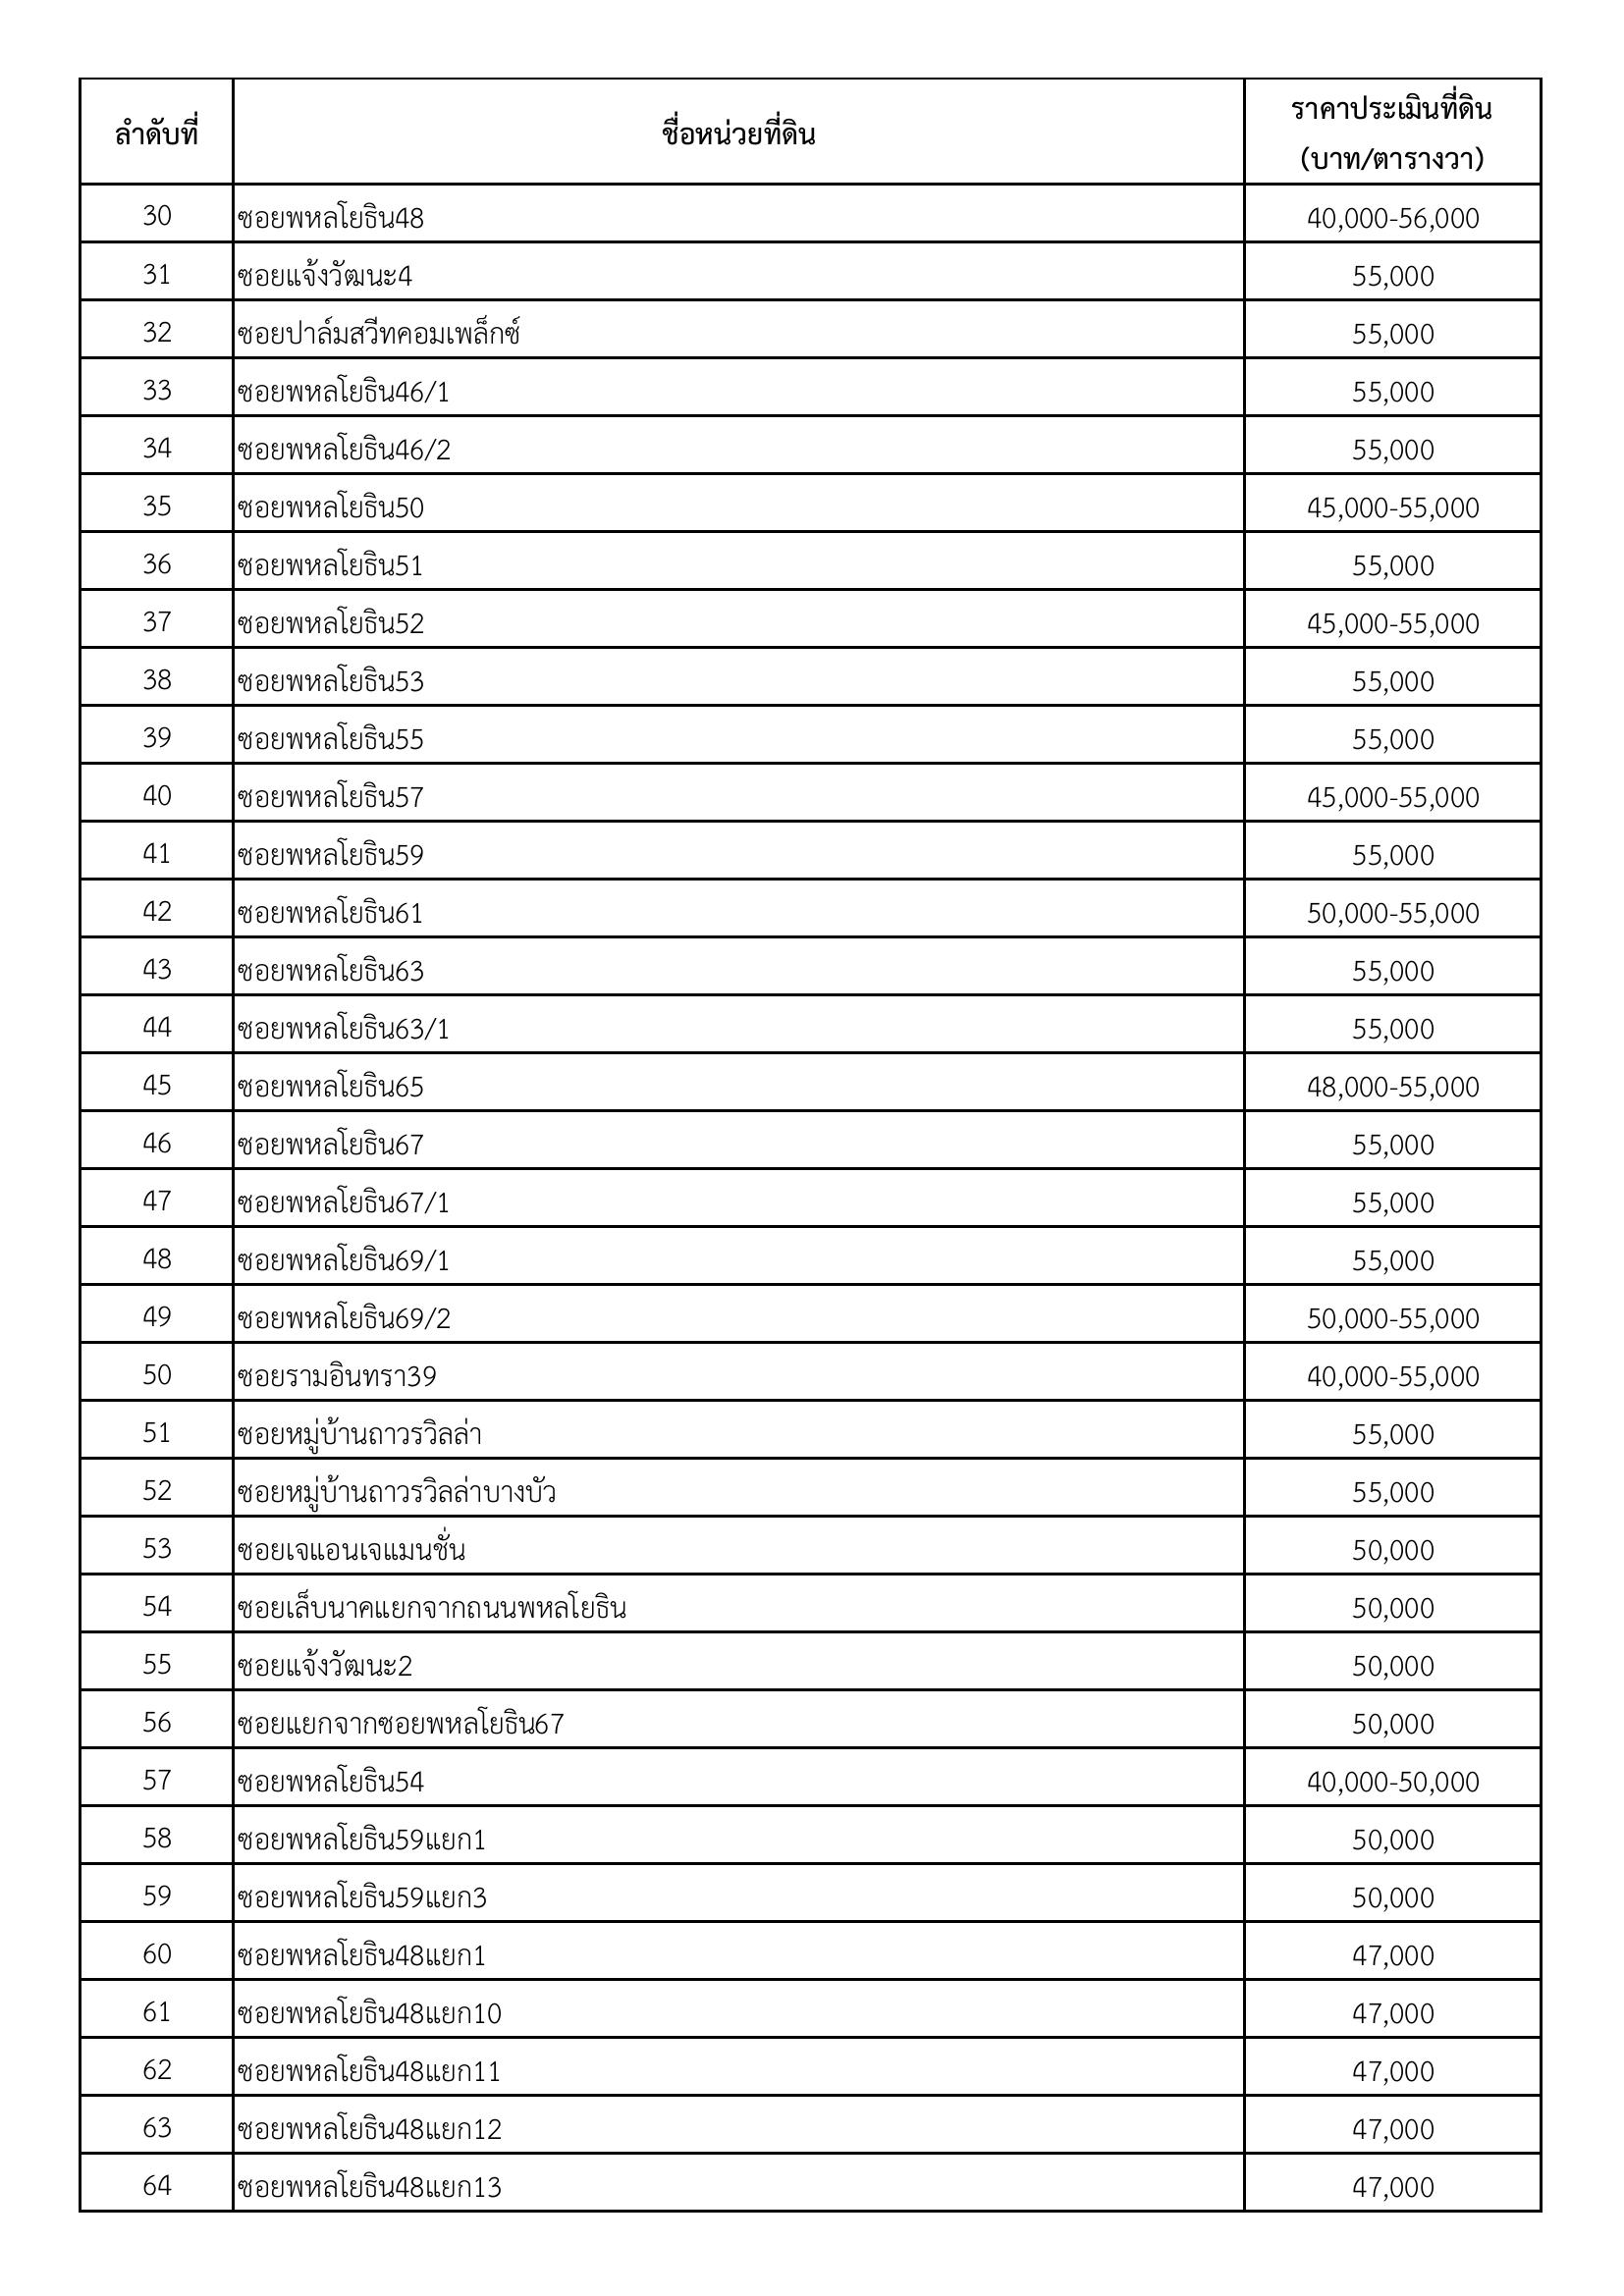 ลำดับที่ ชื่อหน่วยที่ดิน ราคาประเมินที่ดิน
(บาท/ตารางวา)
30 ซอยพหลโยธิน48 40,000-56,000
31 ซอยแจ้งวัฒนะ4 55,000
32 ซอยปาล์มสวีทคอมเพล็กซ์ 55,000
33 ซอยพหลโยธิน46/1 55,000
34 ซอยพหลโยธิน46/2 55,000
35 ซอยพหลโยธิน50 45,000-55,000
36 ซอยพหลโยธิน51 55,000
37 ซอยพหลโยธิน52 45,000-55,000
38 ซอยพหลโยธิน53 55,000
39 ซอยพหลโยธิน55 55,000
40 ซอยพหลโยธิน57 45,000-55,000
41 ซอยพหลโยธิน59 55,000
42 ซอยพหลโยธิน61 50,000-55,000
43 ซอยพหลโยธิน63 55,000
44 ซอยพหลโยธิน63/1 55,000
45 ซอยพหลโยธิน65 48,000-55,000
46 ซอยพหลโยธิน67 55,000
47 ซอยพหลโยธิน67/1 55,000
48 ซอยพหลโยธิน69/1 55,000
49 ซอยพหลโยธิน69/2 50,000-55,000
50 ซอยรามอินทรา39 40,000-55,000
51 ซอยหมู่บ้านถาวรวิลล่า 55,000
52 ซอยหมู่บ้านถาวรวิลล่าบางบัว 55,000
53 ซอยเจแอนเจแมนชั่น 50,000
54 ซอยเล็บนาคแยกจากถนนพหลโยธิน 50,000
55 ซอยแจ้งวัฒนะ2 50,000
56 ซอยแยกจากซอยพหลโยธิน67 50,000
57 ซอยพหลโยธิน54 40,000-50,000
58 ซอยพหลโยธิน59แยก1 50,000
59 ซอยพหลโยธิน59แยก3 50,000
60 ซอยพหลโยธิน48แยก1 47,000
61 ซอยพหลโยธิน48แยก10 47,000
62 ซอยพหลโยธิน48แยก11 47,000
63 ซอยพหลโยธิน48แยก12 47,000
64 ซอยพหลโยธิน48แยก13 47,000